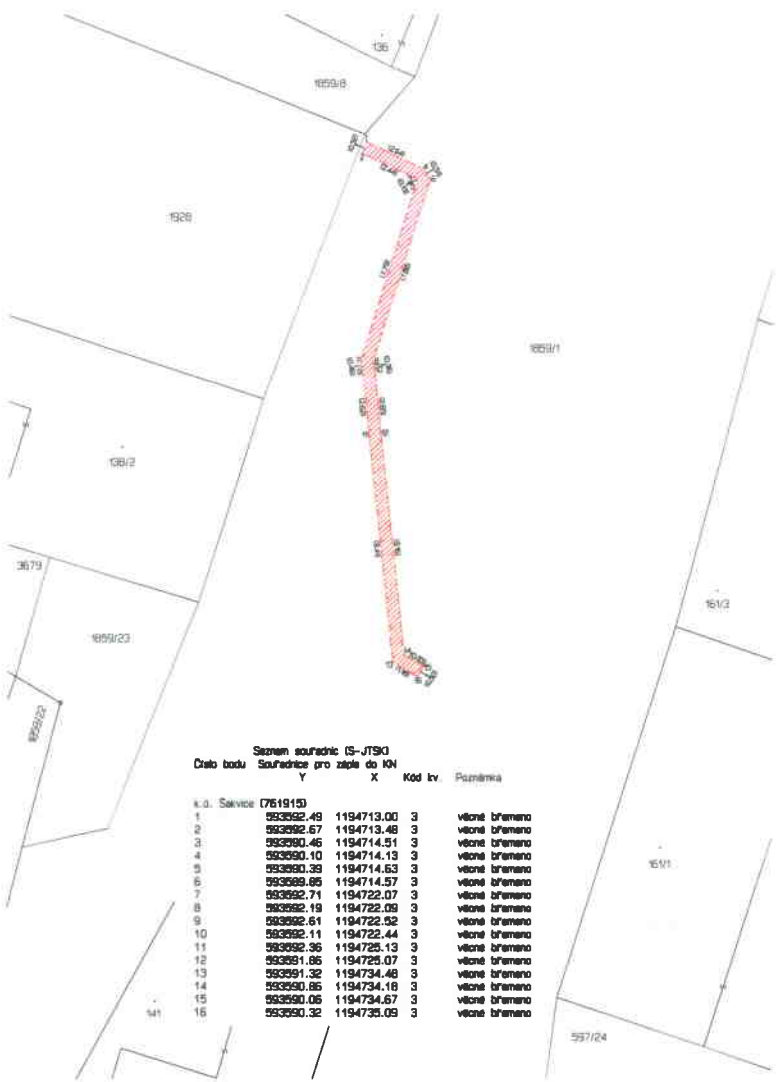 136
1859/8
1928
1859/1
138/2
3679
1859/23
161/3
1859/22
Seznam souřadnic (S-JTSK)
Číslo bodu Souřadnice pro zápis do KN
Y X Kód kv. Poznámka
k.ú. Šakvice (761915)
1 593592.49 1194713.00 3 věcné břemeno
2 593592.67 1194713.48 3 věcné břemeno
3 593590.46 1194714.51 3 věcné břemeno
4 593590.10 1194714.13 3 věcné břemeno
5 593590.39 1194714.63 3 věcné břemeno
6 593589.85 1194714.57 3 věcné břemeno
7 593592.71 1194722.07 3 věcné břemeno
8 593592.19 1194722.09 3 věcné břemeno
9 593592.61 1194722.52 3 věcné břemeno
10 593592.11 1194722.44 3 věcné břemeno
11 593592.36 1194725.13 3 věcné břemeno
12 593591.86 1194725.07 3 věcné břemeno
13 593591.32 1194734.48 3 věcné břemeno
14 593590.86 1194734.18 3 věcné břemeno
15 593590.06 1194734.67 3 věcné břemeno
16 593590.32 1194735.09 3 věcné břemeno
161/1
141
597/24